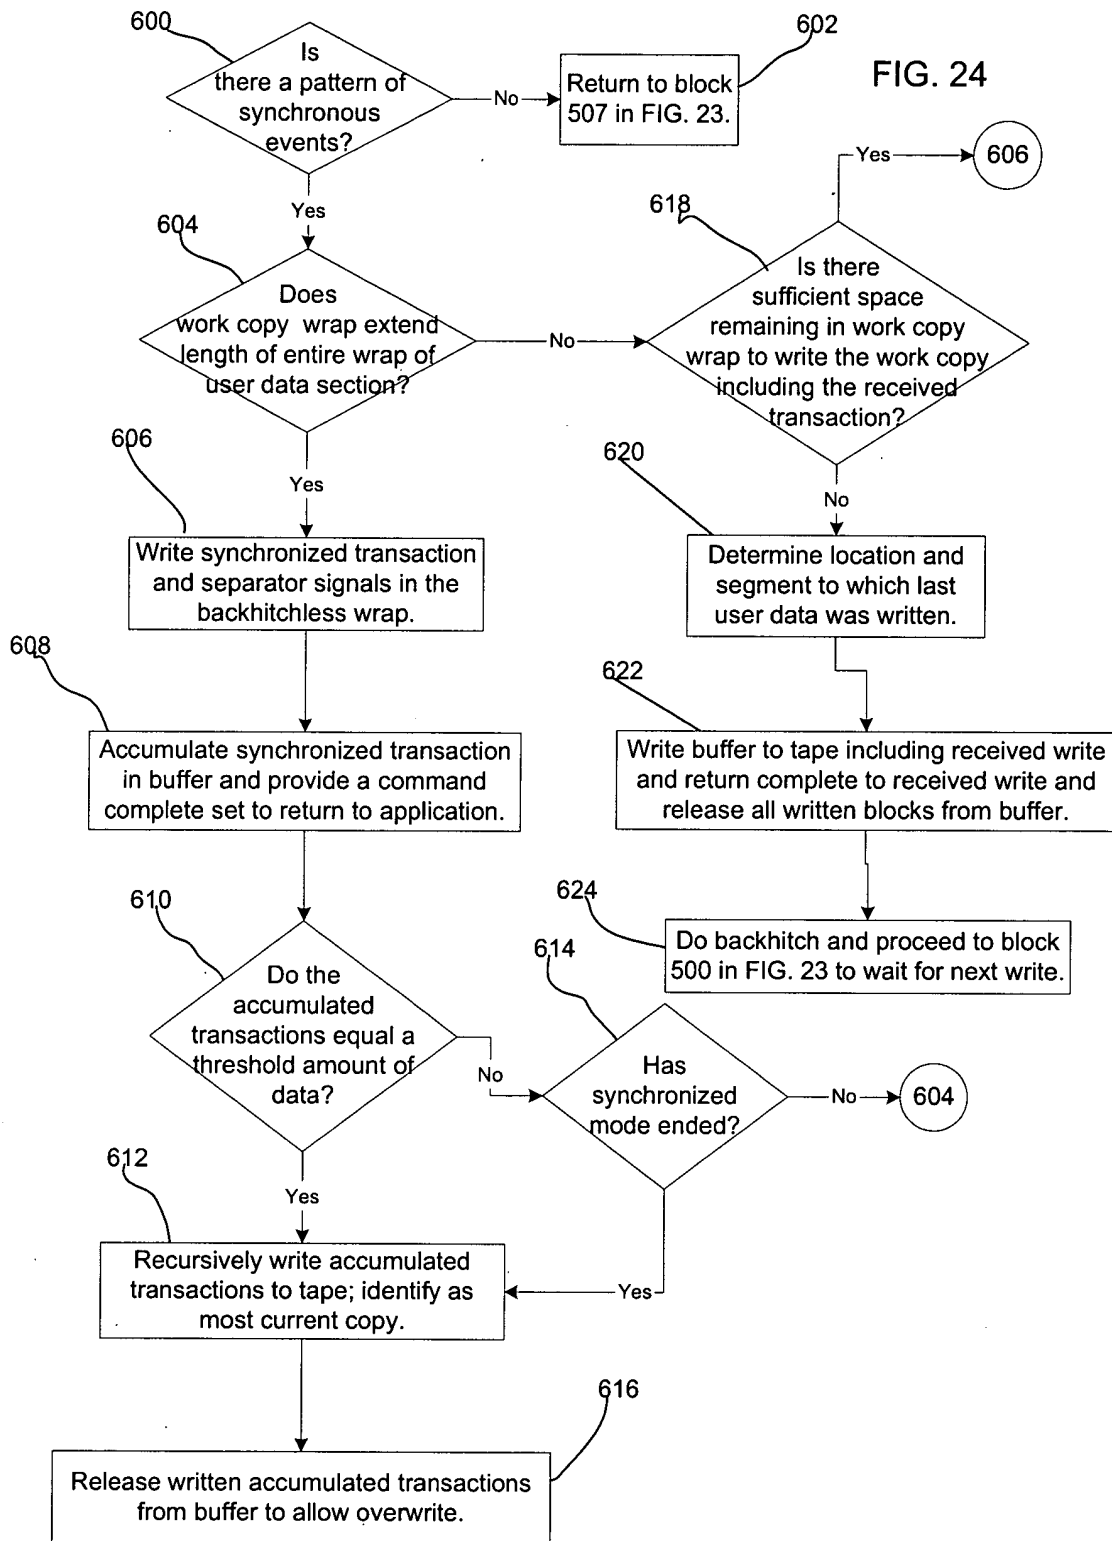 600
Is
there a pattern of
synchronous
events?
No
602
Return to block
507 in FIG. 23.
FIG. 24
Yes
604
Does
work copy wrap extend
length of entire wrap of
user data section?
No
618
Is there
sufficient space
remaining in work copy
wrap to write the work copy
including the received
transaction?
Yes
606
Yes
606
Write synchronized transaction
and separator signals in the
backhitchless wrap.
No
620
Determine location and
segment to which last
user data was written.
608
Accumulate synchronized transaction
in buffer and provide a command
complete set to return to application.
622
Write buffer to tape including received write
and return complete to received write and
release all written blocks from buffer.
624
Do backhitch and proceed to block
500 in FIG. 23 to wait for next write.
610
Do the
accumulated
transactions equal a
threshold amount of
data?
No
614
Has
synchronized
mode ended?
No
604
Yes
612
Recursively write accumulated
transactions to tape; identify as
most current copy.
Yes
616
Release written accumulated transactions
from buffer to allow overwrite.